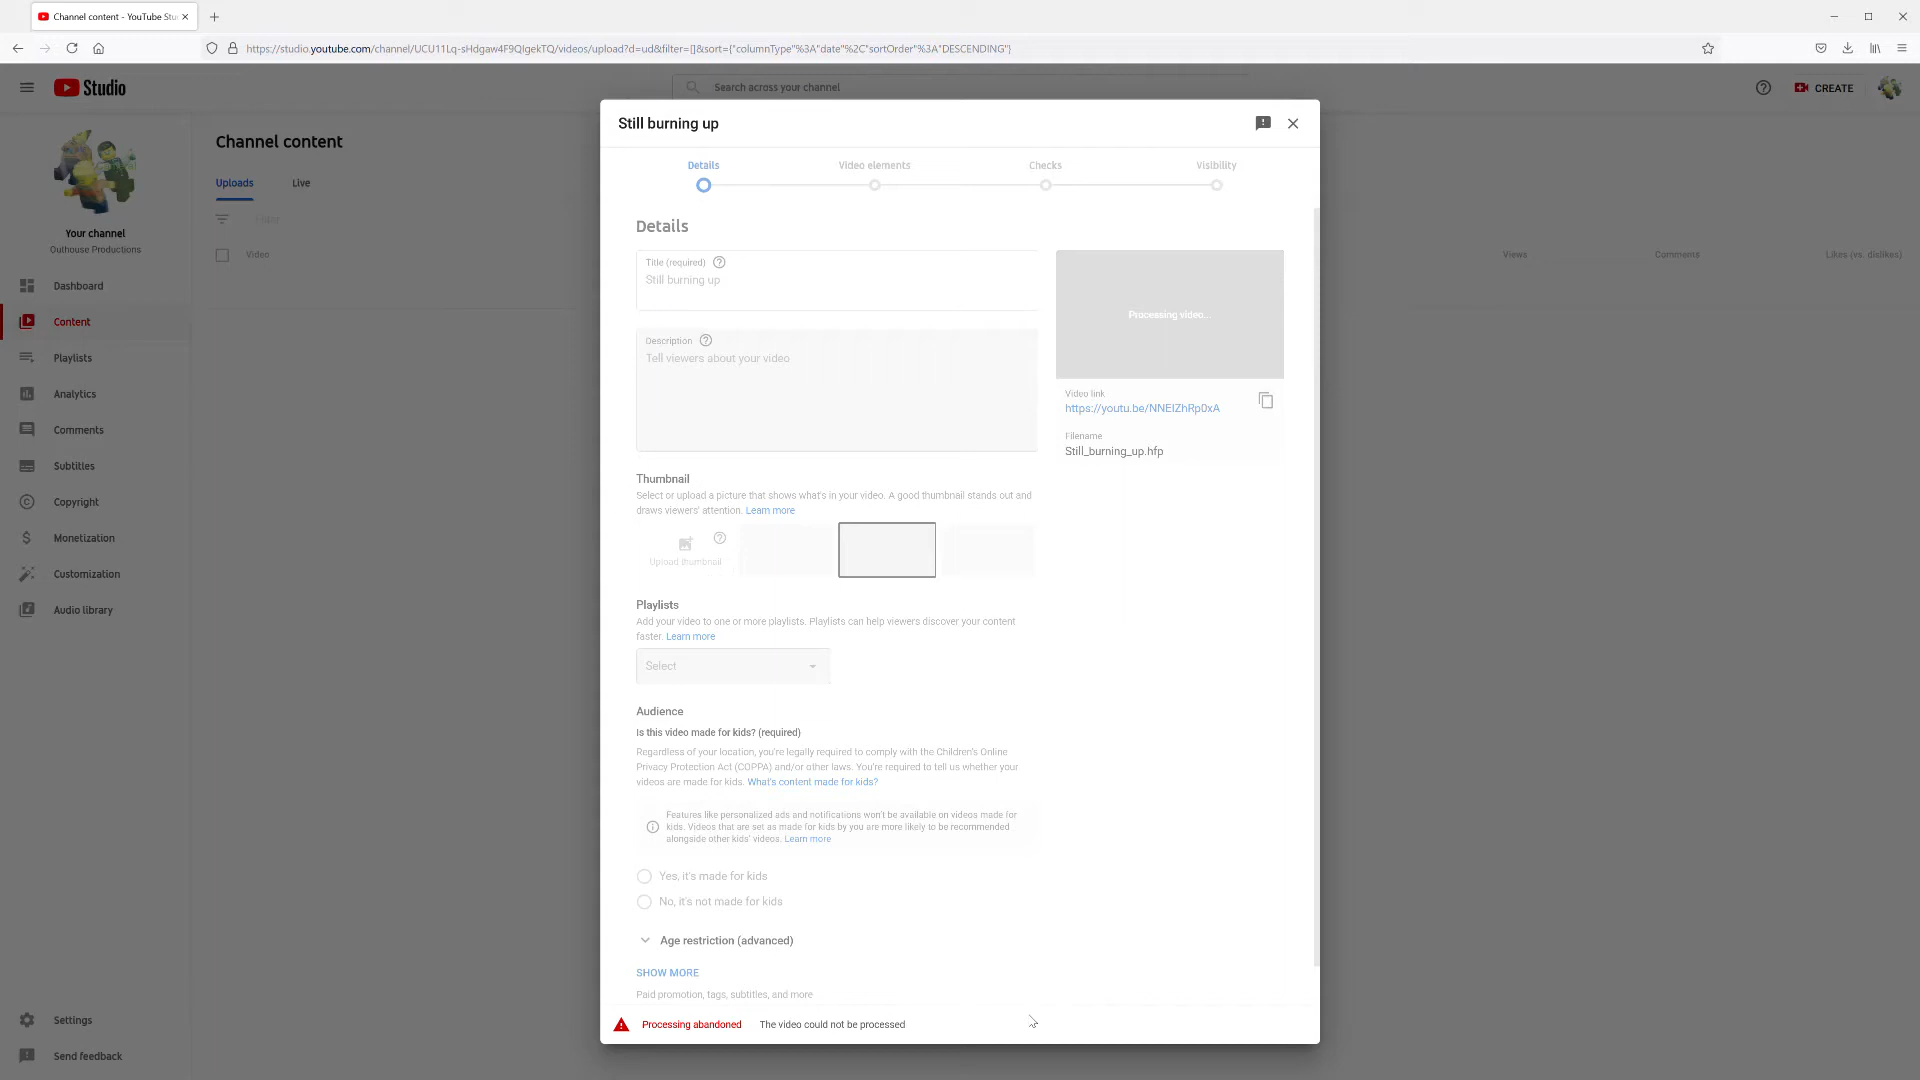 Channel content - YouTube Stu
https://studio.youtube.com/channel/UCU11Lq-sHdgaw4F9QIgekTQ/videos/upload?d=ud&filter=[]&sort={"columnType"%3A"date"%2C"sortOrder"%3A"DESCENDING"}
Studio
Search across your channel
CREATE
Your channel
Outhouse Productions
Dashboard
Content
Playlists
Analytics
Comments
Subtitles
Copyright
Monetization
Customization
Audio library
Settings
Send feedback
Channel content
Uploads
Live
Filter
Video
Views
Comments
Likes (vs. dislikes)
Still burning up
Details
Video elements
Checks
Visibility
Details
Title (required)
Still burning up
Description
Tell viewers about your video
Processing video...
Video link
https://youtu.be/NNEIZhRp0xA
Filename
Still_burning_up.hfp
Thumbnail
Select or upload a picture that shows what's in your video. A good thumbnail stands out and
draws viewers' attention. Learn more
Upload thumbnail
Playlists
Add your video to one or more playlists. Playlists can help viewers discover your content
faster. Learn more
Select
Audience
Is this video made for kids? (required)
Regardless of your location, you're legally required to comply with the Children's Online
Privacy Protection Act (COPPA) and/or other laws. You're required to tell us whether your
videos are made for kids. What's content made for kids?
Features like personalized ads and notifications won't be available on videos made for
kids. Videos that are set as made for kids by you are more likely to be recommended
alongside other kids' videos. Learn more
Yes, it's made for kids
No, it's not made for kids
Age restriction (advanced)
SHOW MORE
Paid promotion, tags, subtitles, and more
Processing abandoned
The video could not be processed